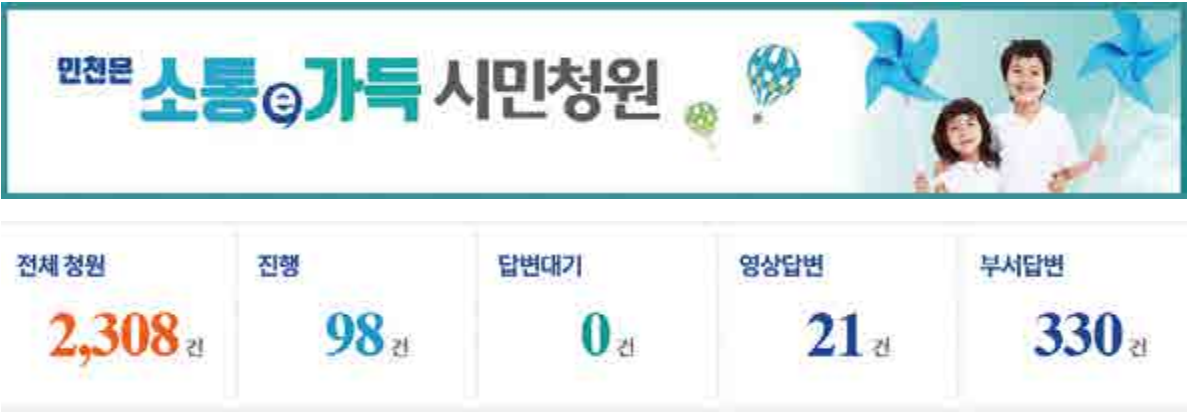 인천은 소통e가득 시민청원
전체 청원 진행 답변대기 영상답변 부서답변
2,308 건 98 건 0 건 21 건 330 건